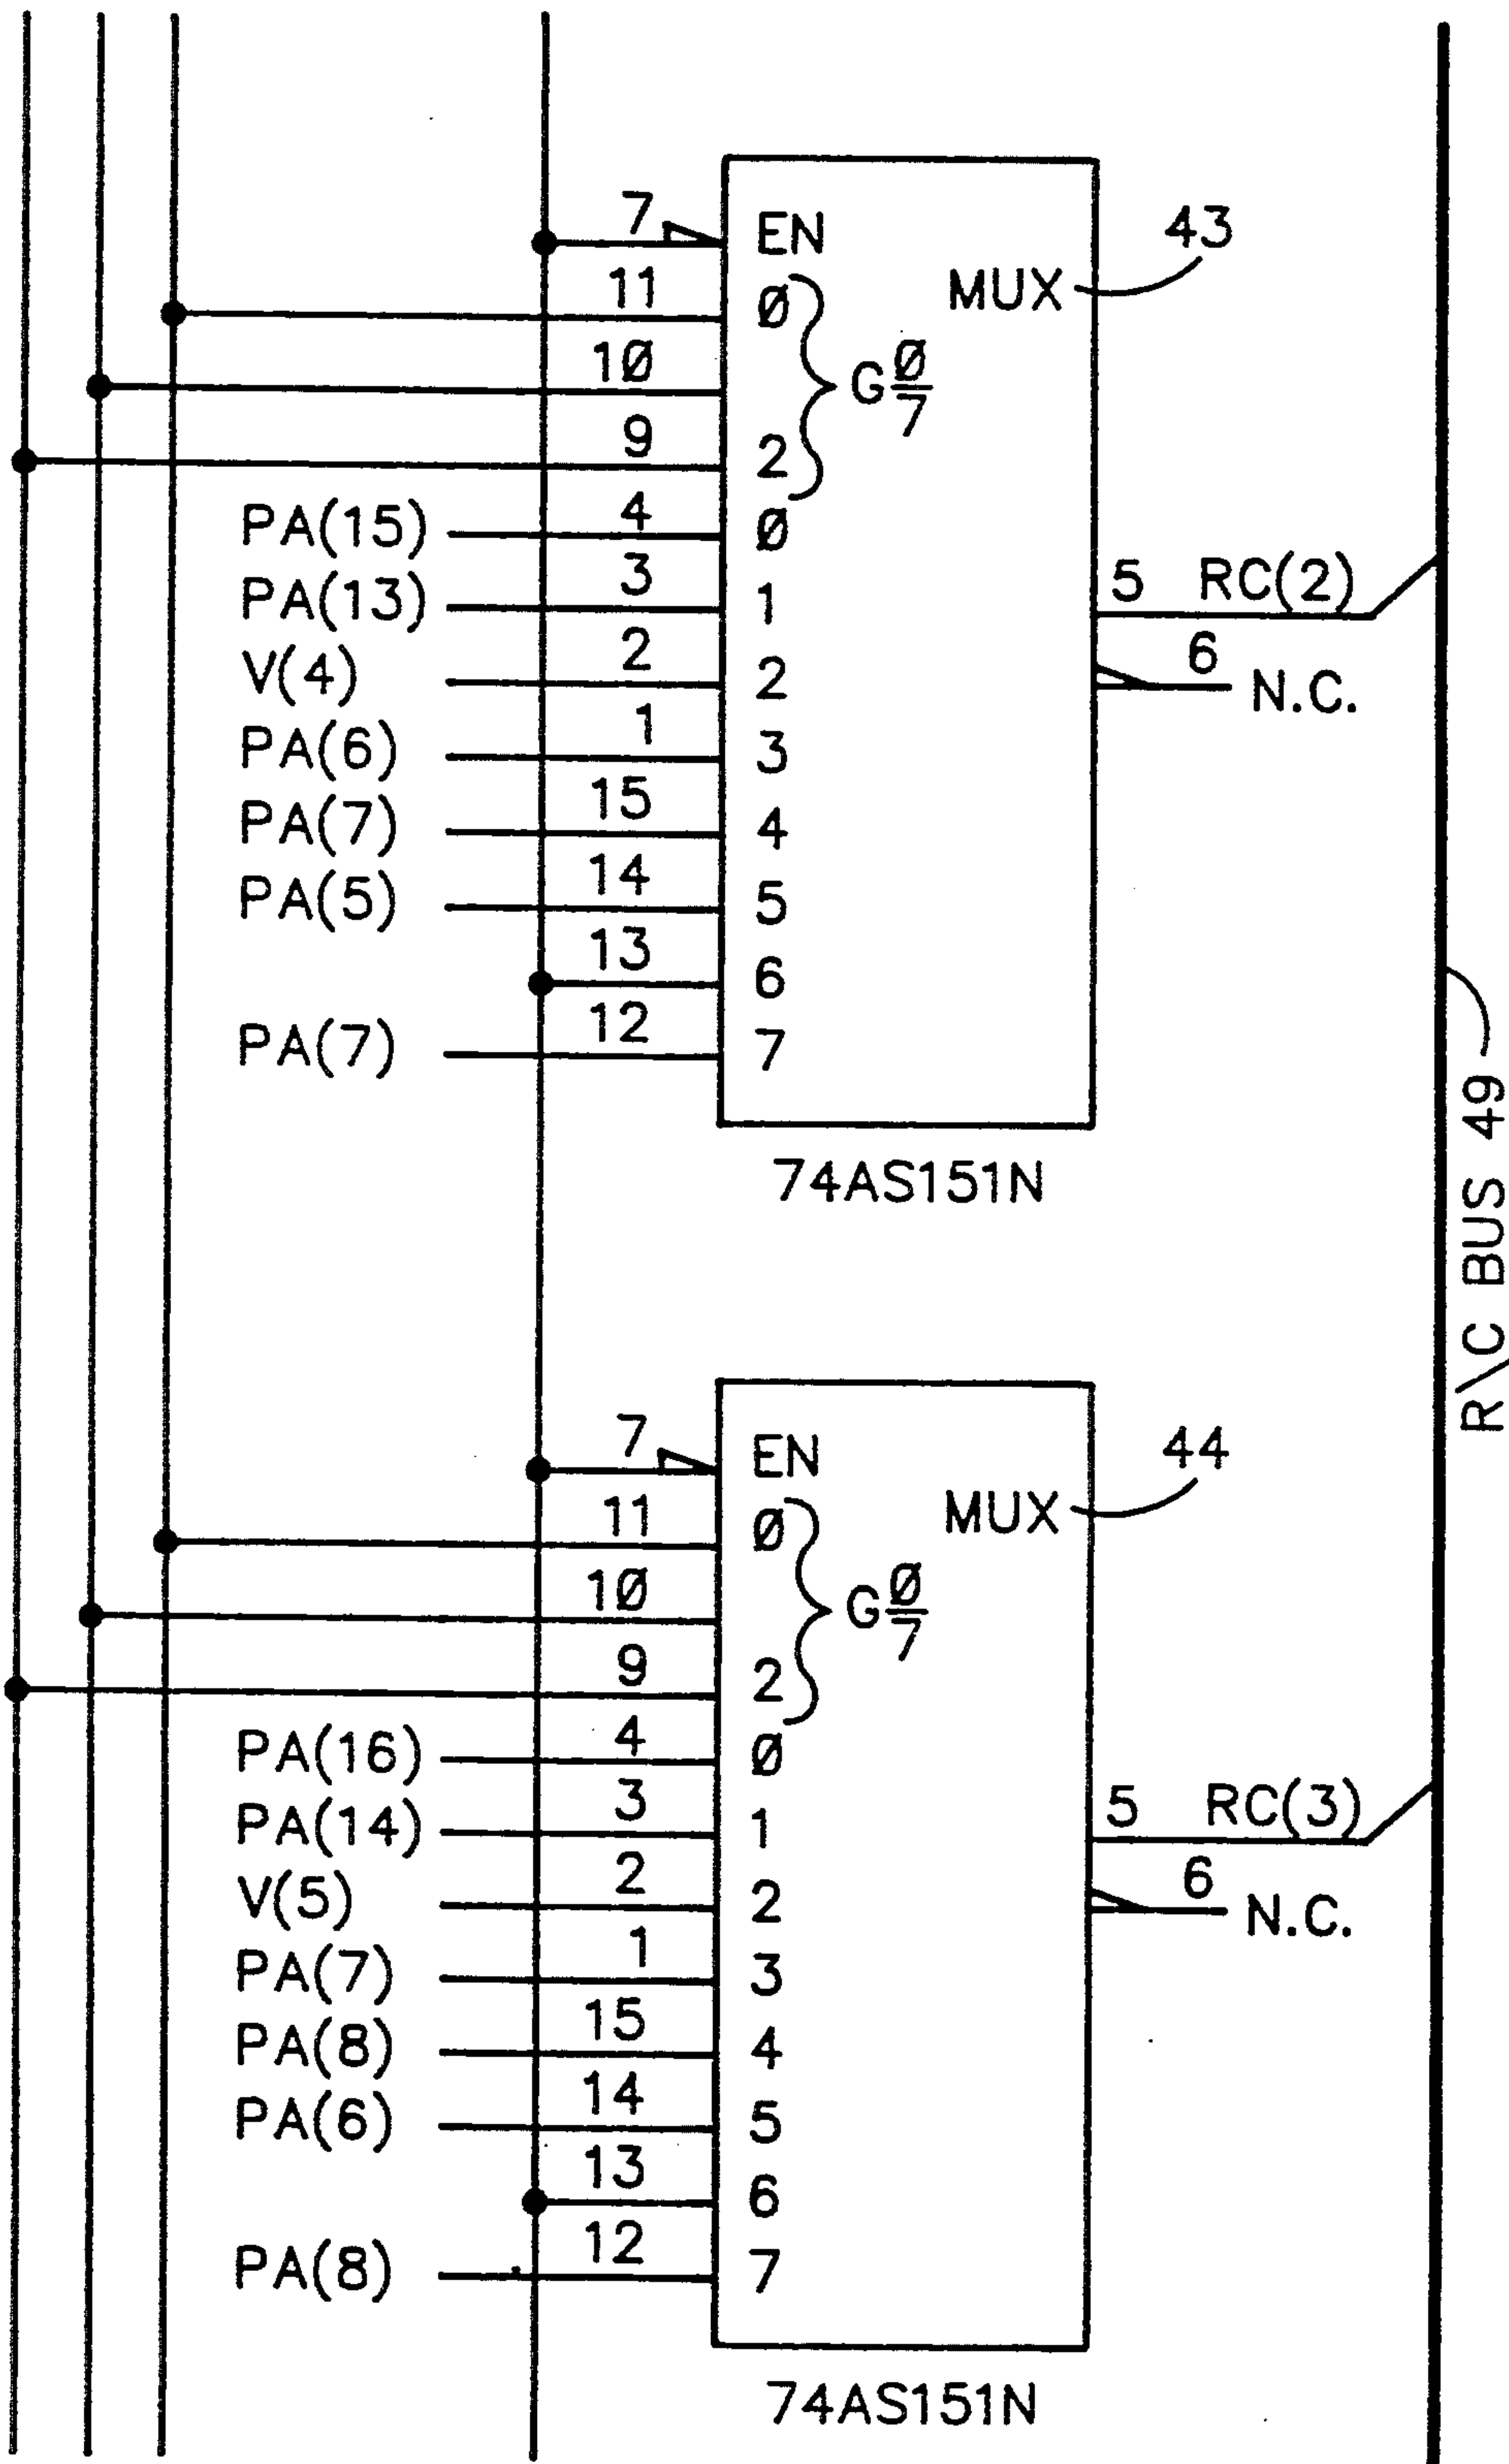 7 EN
MUX 43
11 Ø
10 GØ/7
9 2
PA(15) 4 Ø
PA(13) 3 1 5 RC(2)
V(4) 2 2 6 N.C.
PA(6) 1 3
PA(7) 15 4
PA(5) 14 5
13 6
PA(7) 12 7
74AS151N
R\C BUS 49
7 EN
MUX 44
11 Ø
1Ø GØ/7
9 2
PA(16) 4 Ø
PA(14) 3 1 5 RC(3)
V(5) 2 2 6 N.C.
PA(7) 1 3
PA(8) 15 4
PA(6) 14 5
13 6
PA(8) 12 7
74AS151N